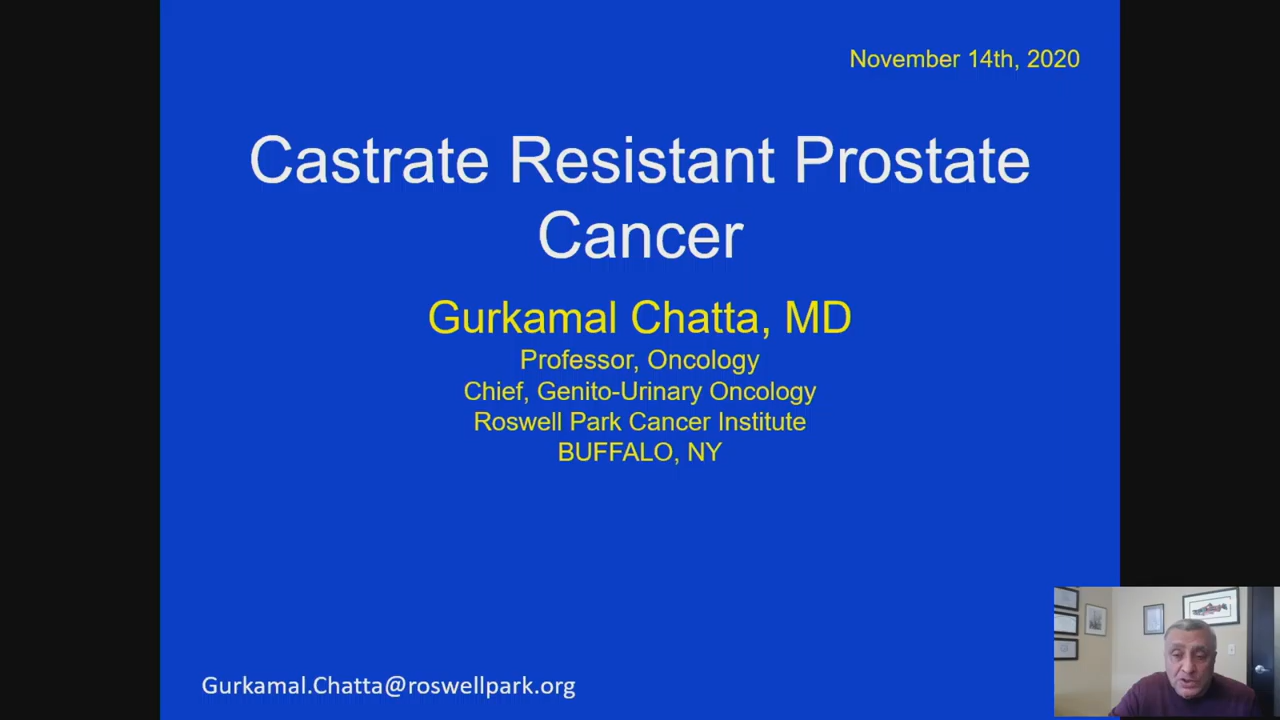 November 14th, 2020
Castrate Resistant Prostate
Cancer
Gurkamal Chatta, MD
Professor, Oncology
Chief, Genito-Urinary Oncology
Roswell Park Cancer Institute
BUFFALO, NY
Gurkamal.Chatta@roswellpark.org